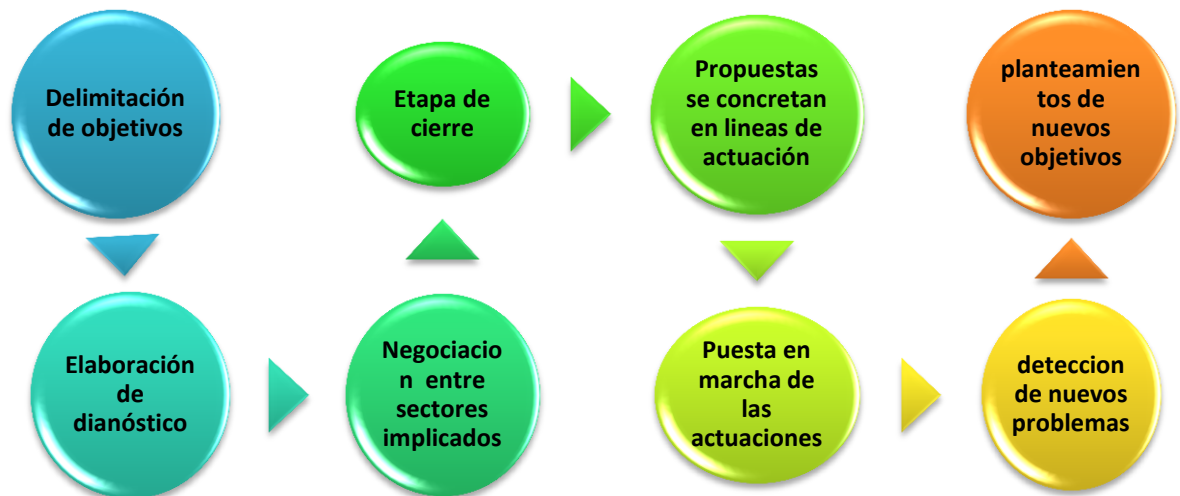 Delimitación
de objetivos
Elaboración
de
dianóstico
Negociacio
n entre
sectores
implicados
Etapa de
cierre
Propuestas
se concretan
en lineas de
actuación
Puesta en
marcha de
las
actuaciones
deteccion
de nuevos
problemas
planteamien
tos de
nuevos
objetivos